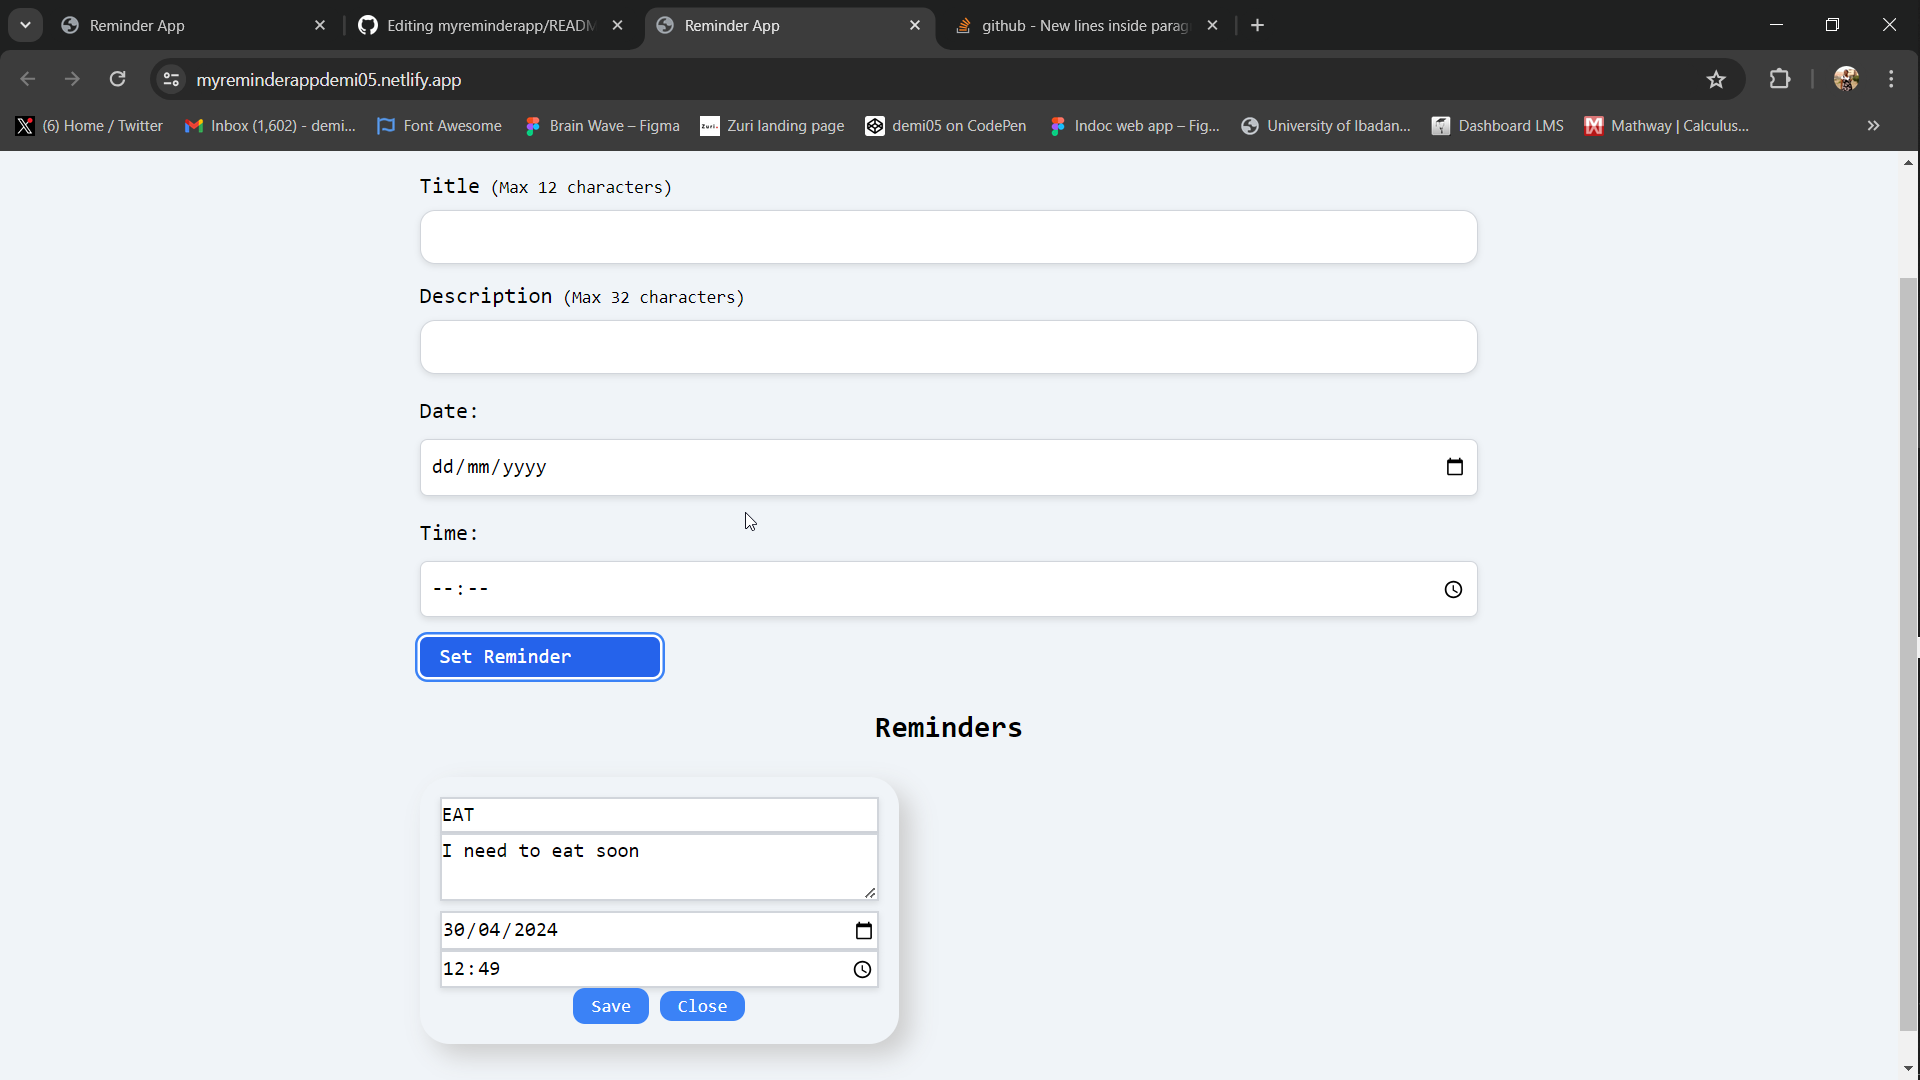 Reminder App
Editing myreminderapp/READM
Reminder App
github - New lines inside parag
myreminderappdemi05.netlify.app
(6) Home / Twitter
Inbox (1,602) - demi...
Font Awesome
Brain Wave – Figma
Zuri landing page
demi05 on CodePen
Indoc web app – Fig...
University of Ibadan...
Dashboard LMS
Mathway | Calculus...
Title (Max 12 characters)
Description (Max 32 characters)
Date:
dd/mm/yyyy
Time:
--:--
Set Reminder
Reminders
EAT
I need to eat soon
30/04/2024
12:49
Save
Close